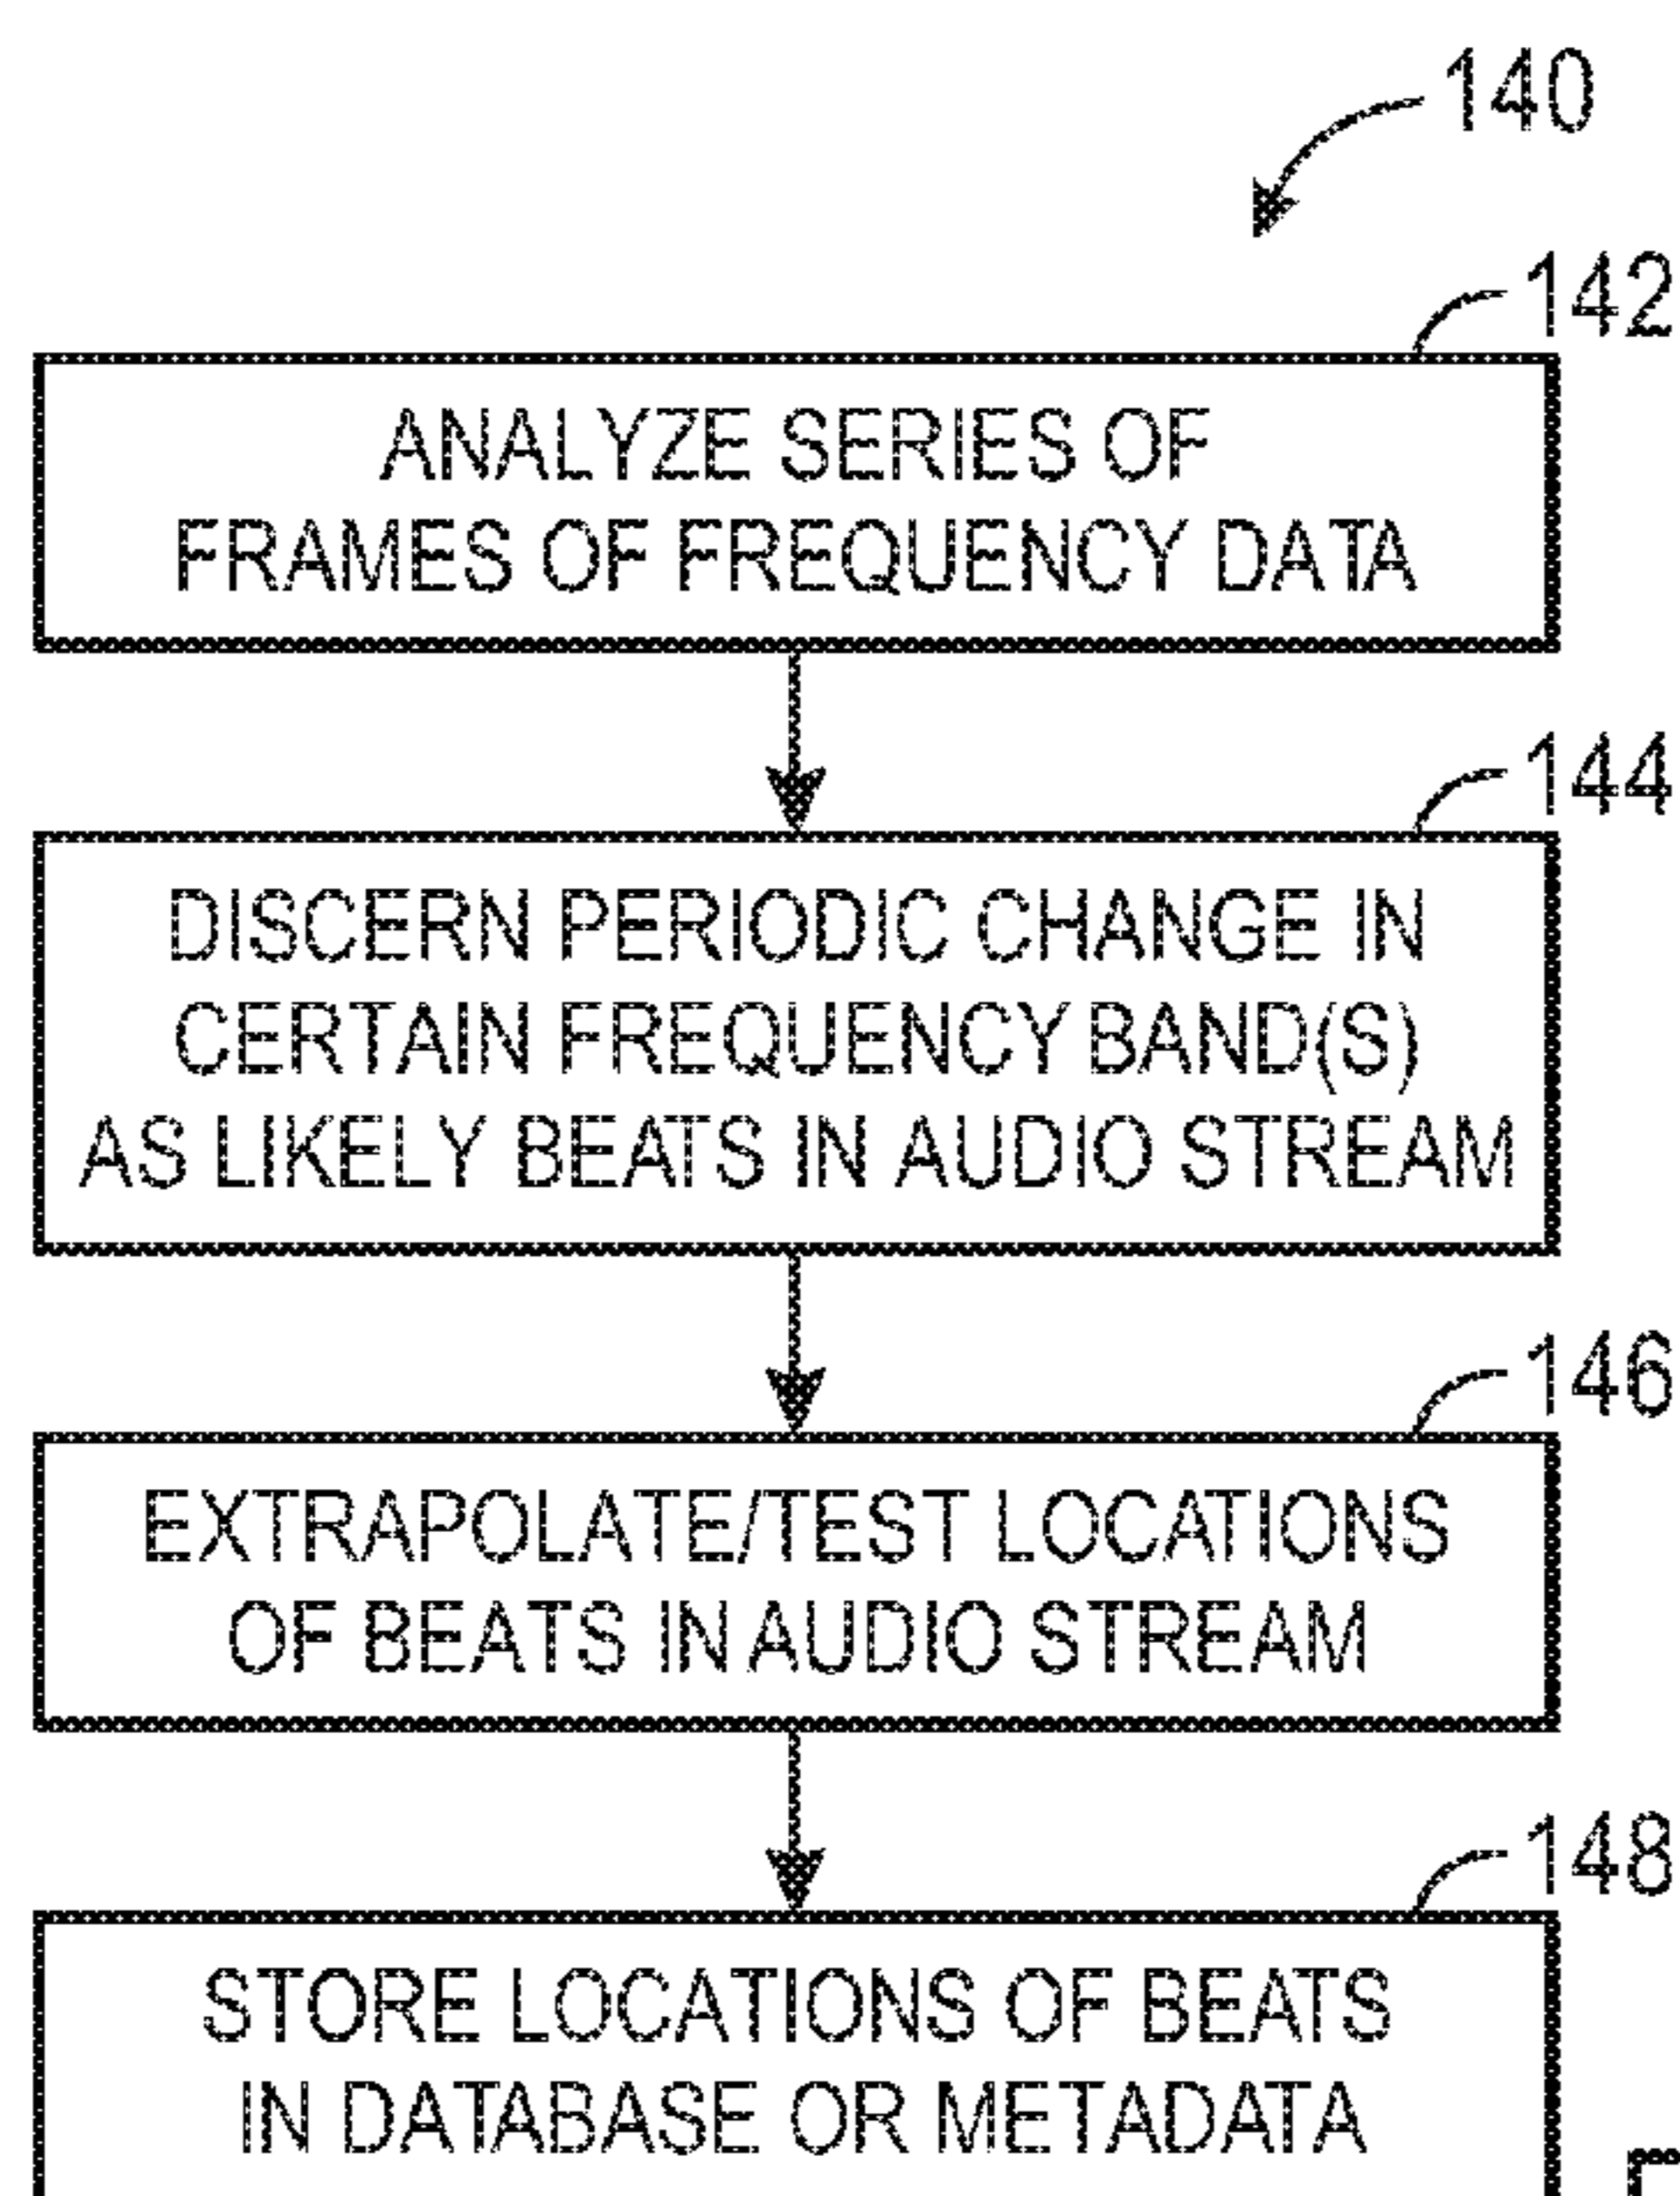 140
142
ANALYZE SERIES OF
FRAMES OF FREQUENCY DATA
144
DISCERN PERIODIC CHANGE IN
CERTAIN FREQUENCY BAND(S)
AS LIKELY BEATS IN AUDIO STREAM
146
EXTRAPOLATE/TEST LOCATIONS
OF BEATS IN AUDIO STREAM
148
STORE LOCATIONS OF BEATS
IN DATABASE OR METADATA